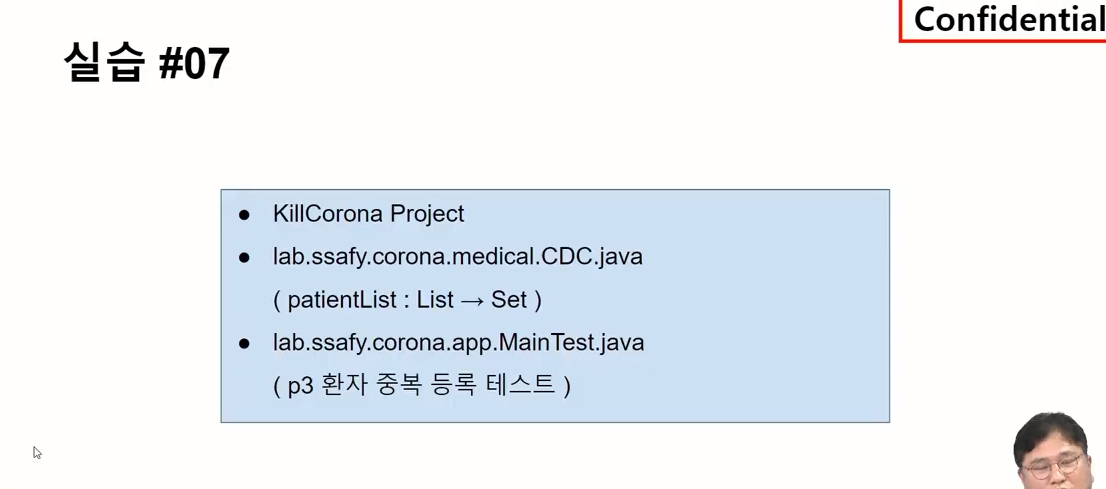 Confidential
실습 #07
● KillCorona Project
● lab.ssafy.corona.medical.CDC.java
( patientList : List → Set )
● lab.ssafy.corona.app.MainTest.java
( p3 환자 중복 등록 테스트 )